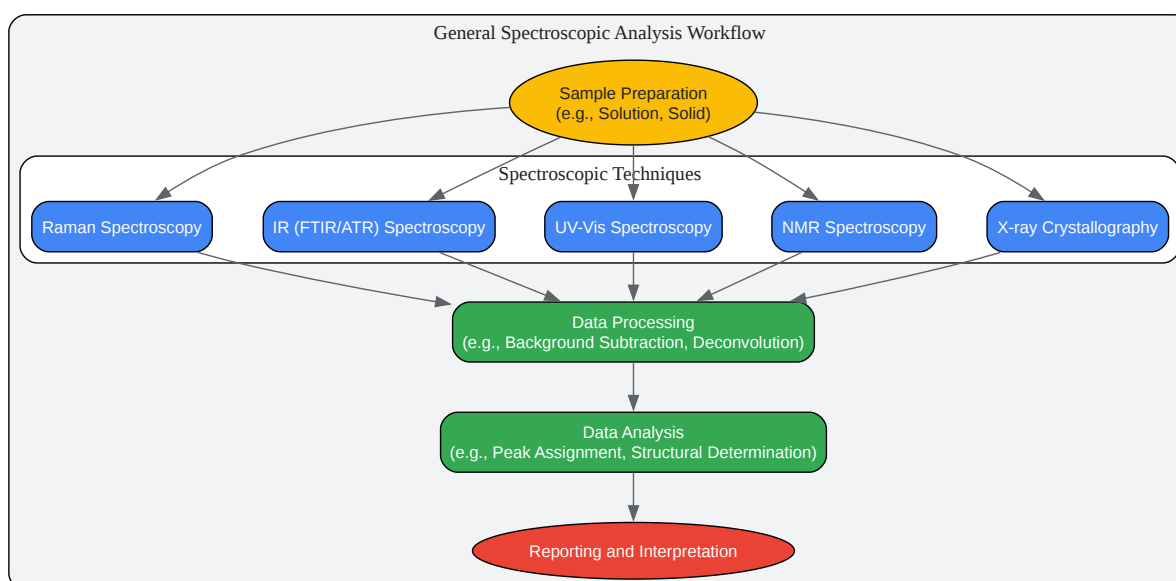 General Spectroscopic Analysis Workflow
Sample Preparation
(e.g., Solution, Solid)
Spectroscopic Techniques
Raman Spectroscopy
IR (FTIR/ATR) Spectroscopy
UV-Vis Spectroscopy
NMR Spectroscopy
X-ray Crystallography
Data Processing
(e.g., Background Subtraction, Deconvolution)
Data Analysis
(e.g., Peak Assignment, Structural Determination)
Reporting and Interpretation